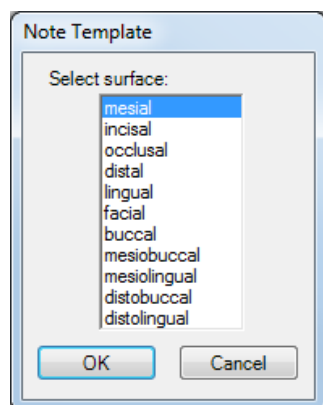 Note Template
Select surface:
mesial
incisal
occlusal
distal
lingual
facial
buccal
mesiobuccal
mesiolingual
distobuccal
distolingual
OK Cancel